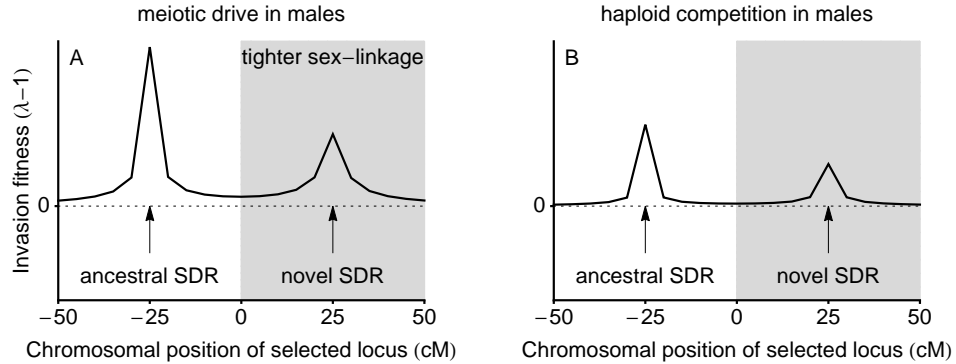 meiotic drive in males
A
tighter sex−linkage
Invasion fitness (λ−1)
0
ancestral SDR
novel SDR
−50 −25 0 25 50
Chromosomal position of selected locus (cM)
haploid competition in males
B
0
ancestral SDR
novel SDR
−50 −25 0 25 50
Chromosomal position of selected locus (cM)